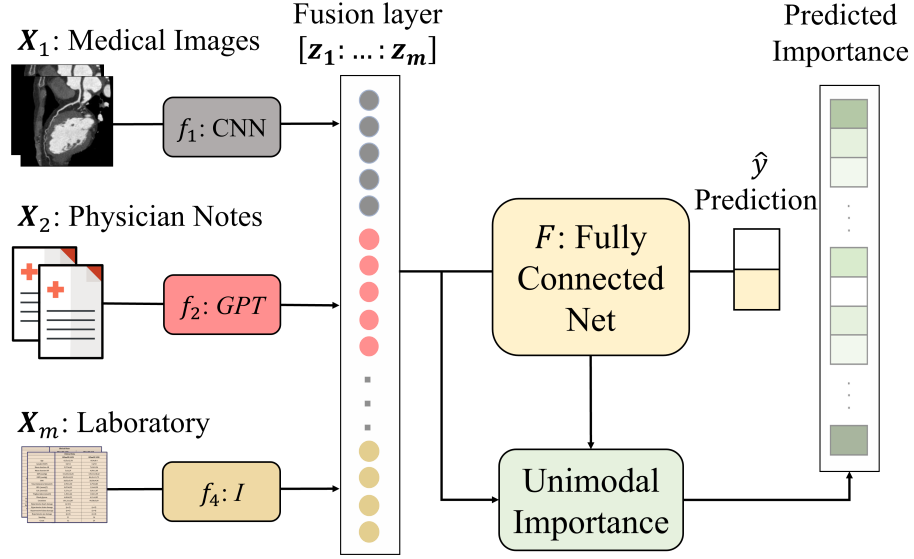 Fusion layer
[z₁: ...: zₘ]
Predicted
Importance
X₁: Medical Images
f₁: CNN
ŷ
Prediction
X₂: Physician Notes
F: Fully
Connected
Net
f₂: GPT
Xₘ: Laboratory
Unimodal
Importance
f₄: I